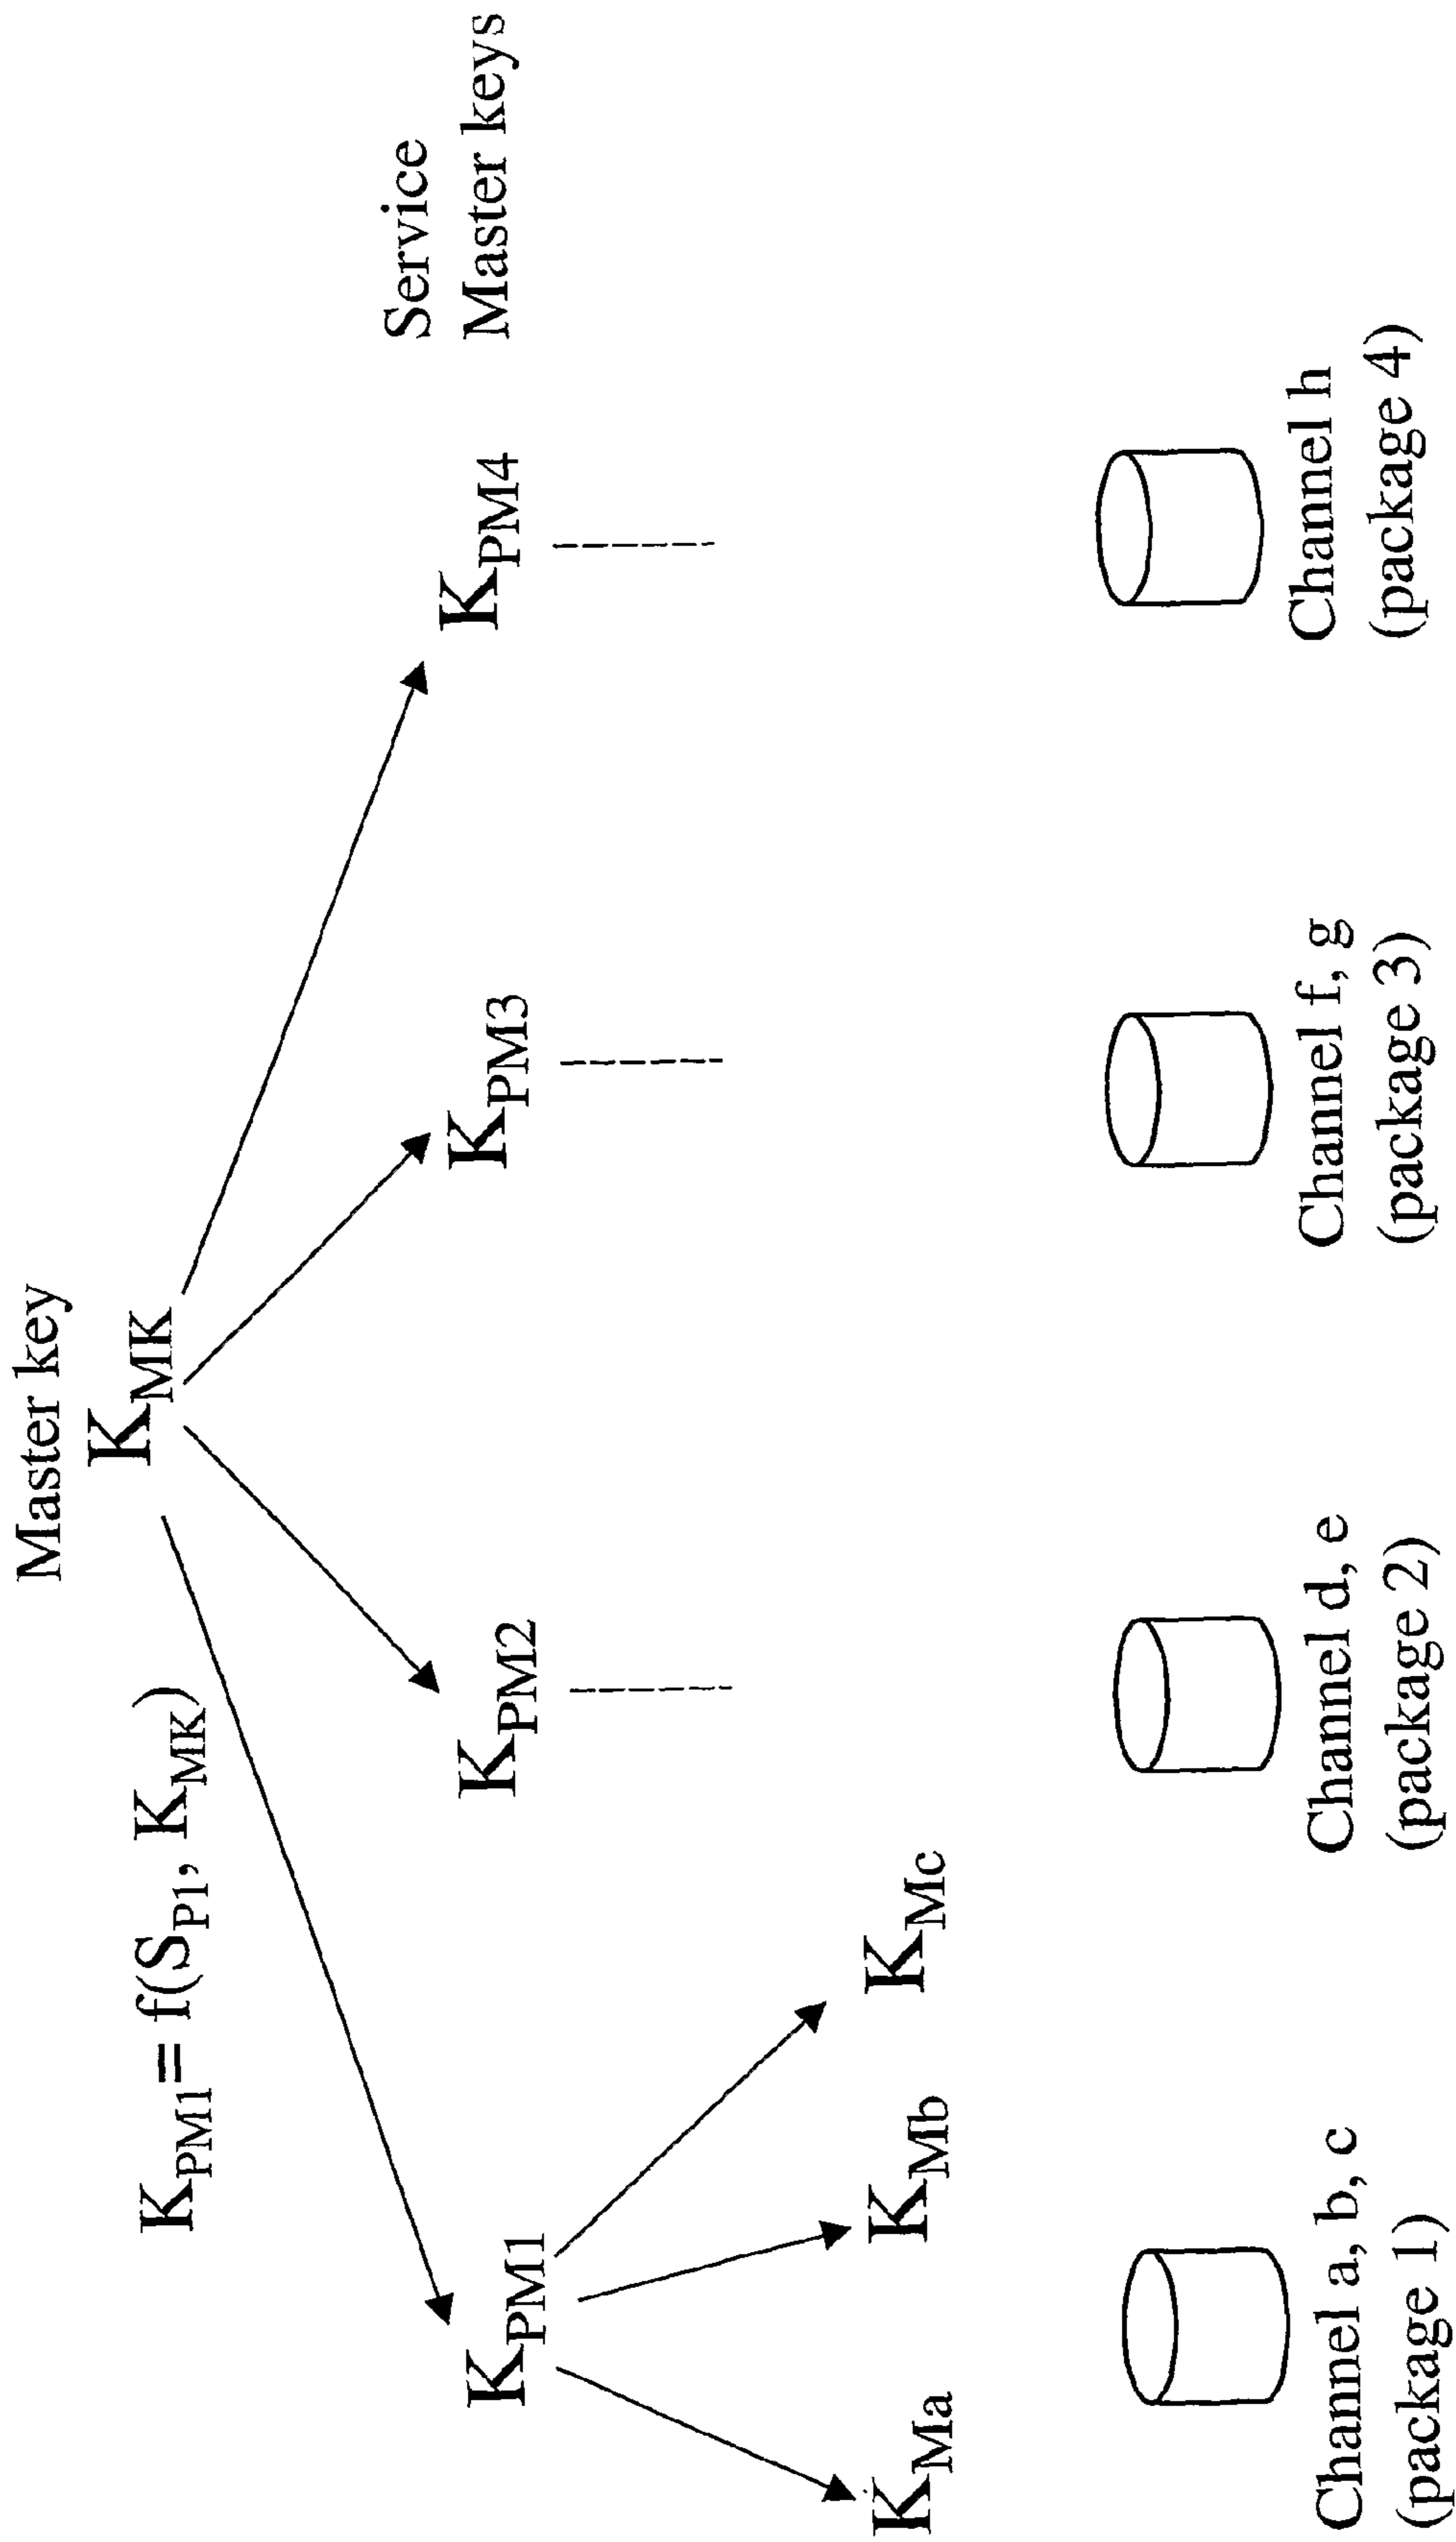 Master key
K_MK
K_PM1 = f(S_P1, K_MK)
Service
Master keys
K_PM1
K_PM2
K_PM3
K_PM4
K_Ma
K_Mb
K_Mc
Channel a, b, c
(package 1)
Channel d, e
(package 2)
Channel f, g
(package 3)
Channel h
(package 4)